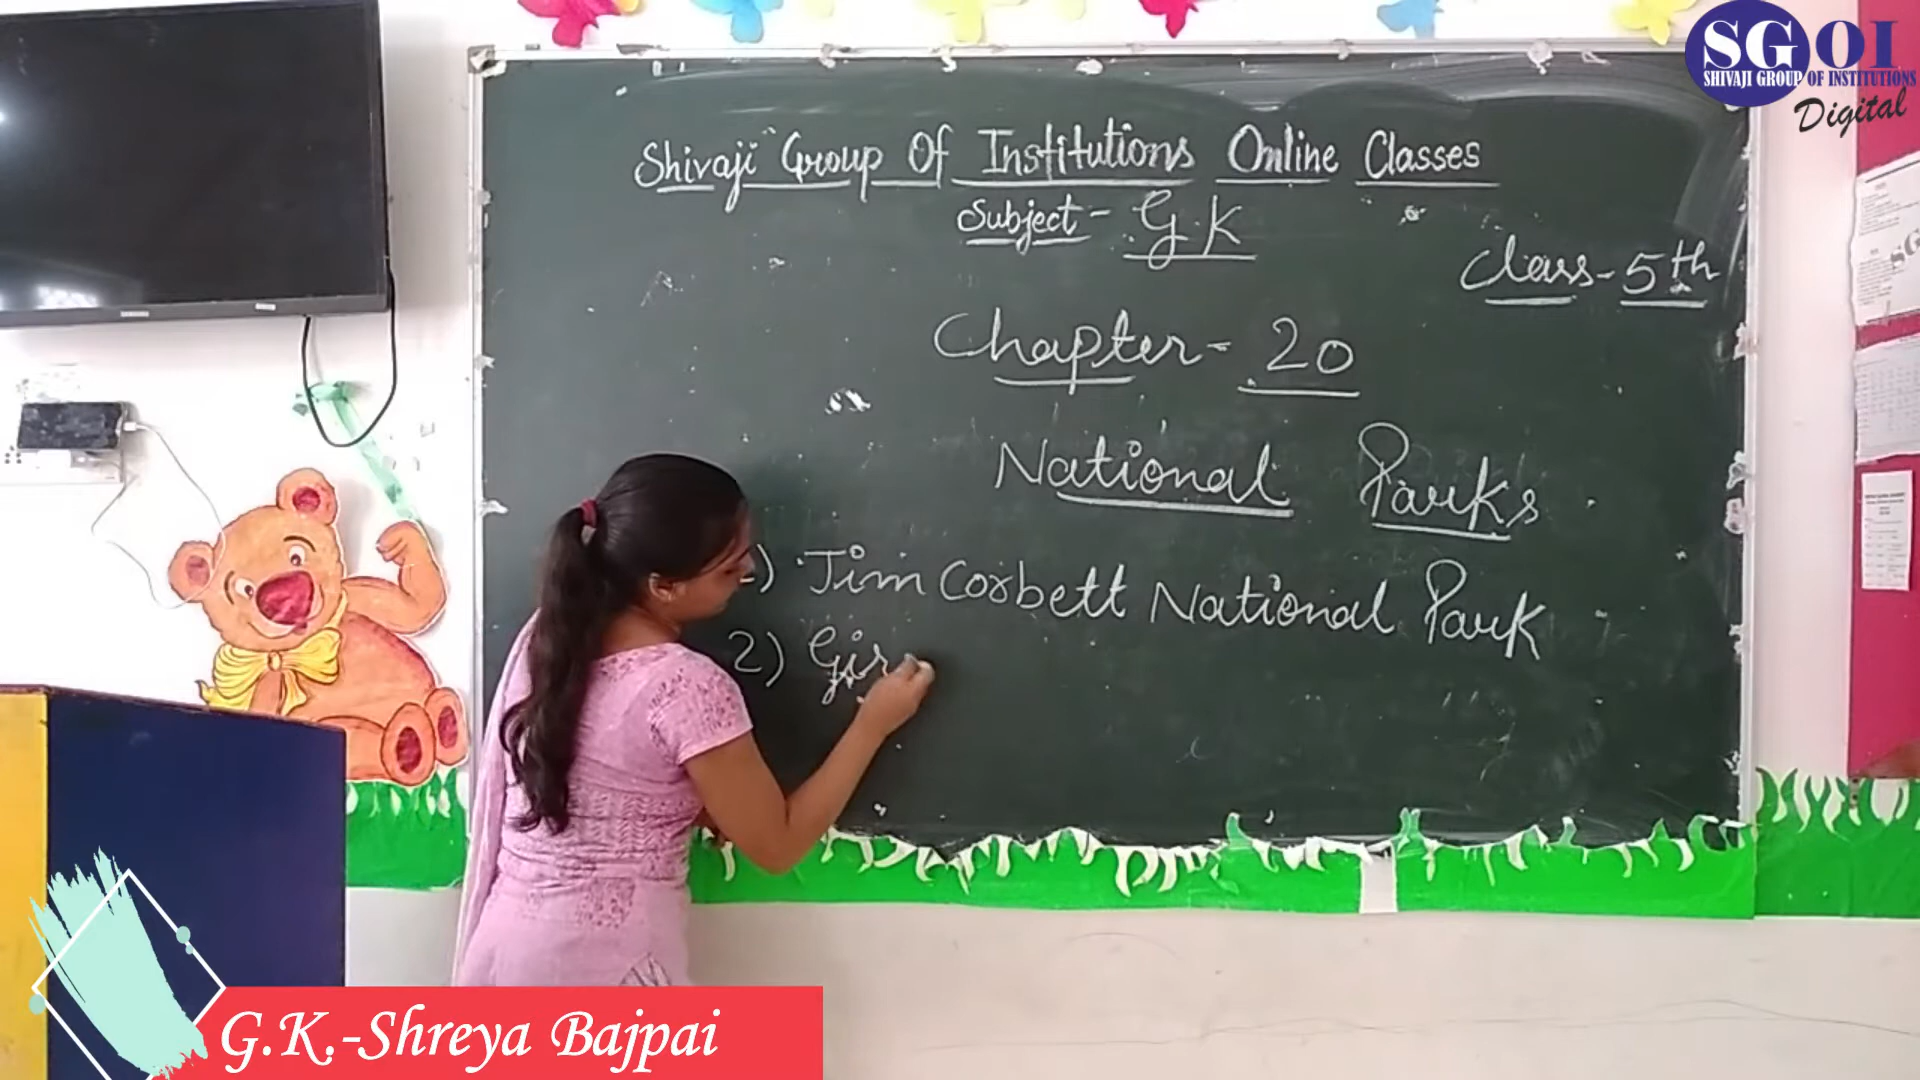 SGOI
SHIVAJI GROUP OF INSTITUTIONS
Digital
Shivaji Group Of Institutions Online Classes
Subject - G.K
Class - 5th
Chapter - 20
National Parks
1) Jim Corbett National Park
2) Gir
G.K.-Shreya Bajpai